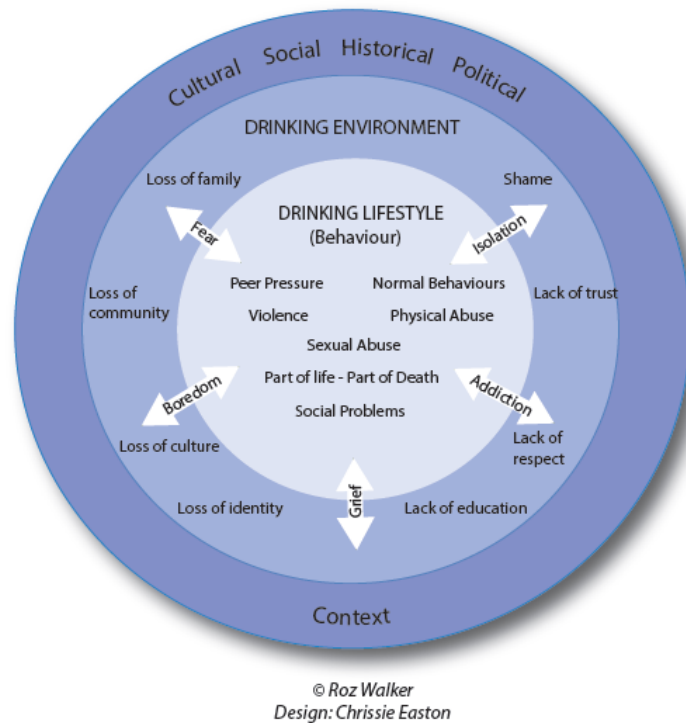 Cultural Social Historical Political
DRINKING ENVIRONMENT
Loss of family
Shame
DRINKING LIFESTYLE
(Behaviour)
Fear
Isolation
Peer Pressure
Normal Behaviours
Loss of
community
Lack of trust
Violence
Physical Abuse
Sexual Abuse
Part of life - Part of Death
Boredom
Addiction
Social Problems
Loss of culture
Lack of
respect
Grief
Loss of identity
Lack of education
Context
© Roz Walker
Design: Chrissie Easton